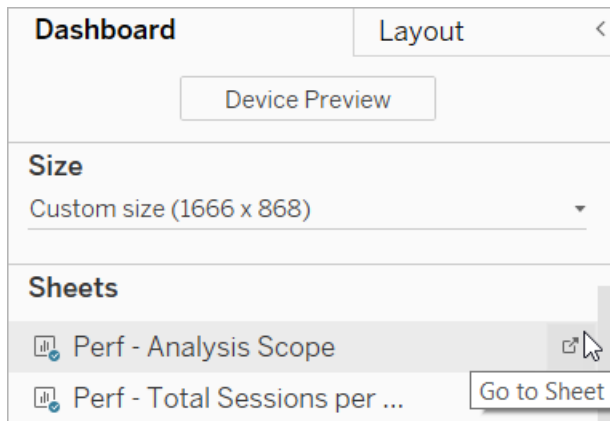 Dashboard
Layout
Device Preview
Size
Custom size (1666 x 868)
Sheets
Perf - Analysis Scope
Perf - Total Sessions per ...
Go to Sheet